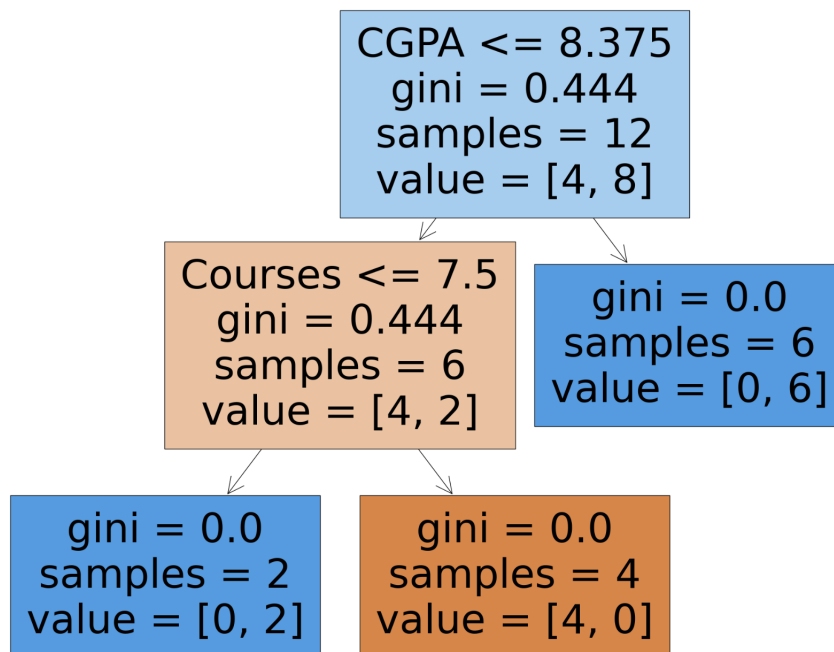 CGPA <= 8.375
gini = 0.444
samples = 12
value = [4, 8]
Courses <= 7.5
gini = 0.444
samples = 6
value = [4, 2]
gini = 0.0
samples = 6
value = [0, 6]
gini = 0.0
samples = 2
value = [0, 2]
gini = 0.0
samples = 4
value = [4, 0]